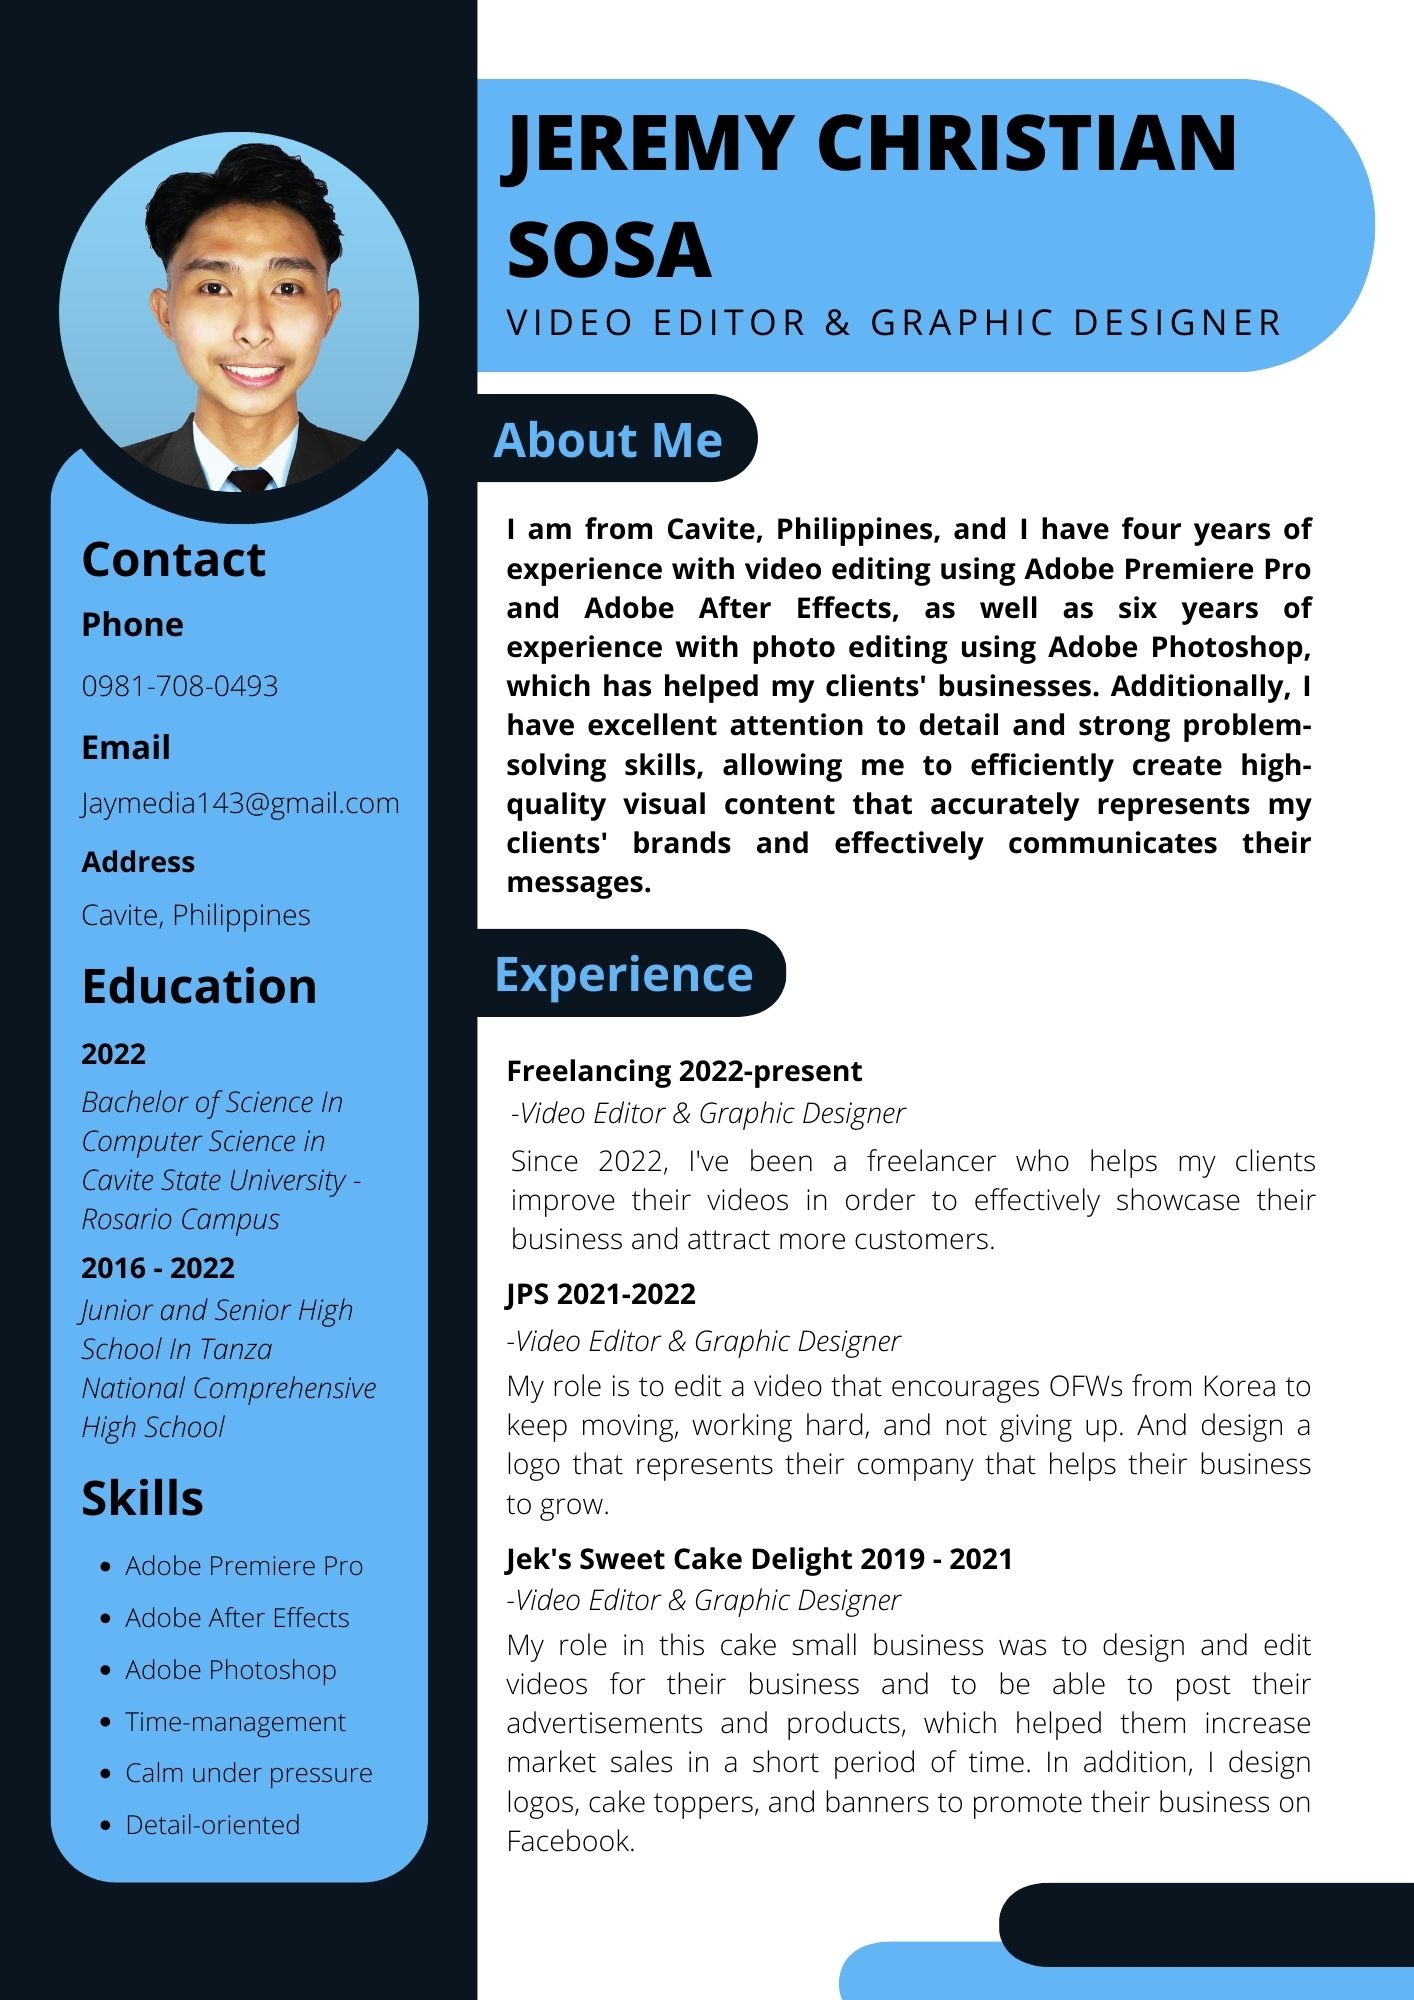 JEREMY CHRISTIAN
SOSA
VIDEO EDITOR & GRAPHIC DESIGNER
Contact
Phone
0981-708-0493
Email
Jaymedia143@gmail.com
Address
Cavite, Philippines
Education
2022
Bachelor of Science In
Computer Science in
Cavite State University -
Rosario Campus
2016 - 2022
Junior and Senior High
School In Tanza
National Comprehensive
High School
Skills
• Adobe Premiere Pro
• Adobe After Effects
• Adobe Photoshop
• Time-management
• Calm under pressure
• Detail-oriented
About Me
I am from Cavite, Philippines, and I have four years of
experience with video editing using Adobe Premiere Pro
and Adobe After Effects, as well as six years of
experience with photo editing using Adobe Photoshop,
which has helped my clients' businesses. Additionally, I
have excellent attention to detail and strong problem-
solving skills, allowing me to efficiently create high-
quality visual content that accurately represents my
clients' brands and effectively communicates their
messages.
Experience
Freelancing 2022-present
-Video Editor & Graphic Designer
Since 2022, I've been a freelancer who helps my clients
improve their videos in order to effectively showcase their
business and attract more customers.
JPS 2021-2022
-Video Editor & Graphic Designer
My role is to edit a video that encourages OFWs from Korea to
keep moving, working hard, and not giving up. And design a
logo that represents their company that helps their business
to grow.
Jek's Sweet Cake Delight 2019 - 2021
-Video Editor & Graphic Designer
My role in this cake small business was to design and edit
videos for their business and to be able to post their
advertisements and products, which helped them increase
market sales in a short period of time. In addition, I design
logos, cake toppers, and banners to promote their business on
Facebook.